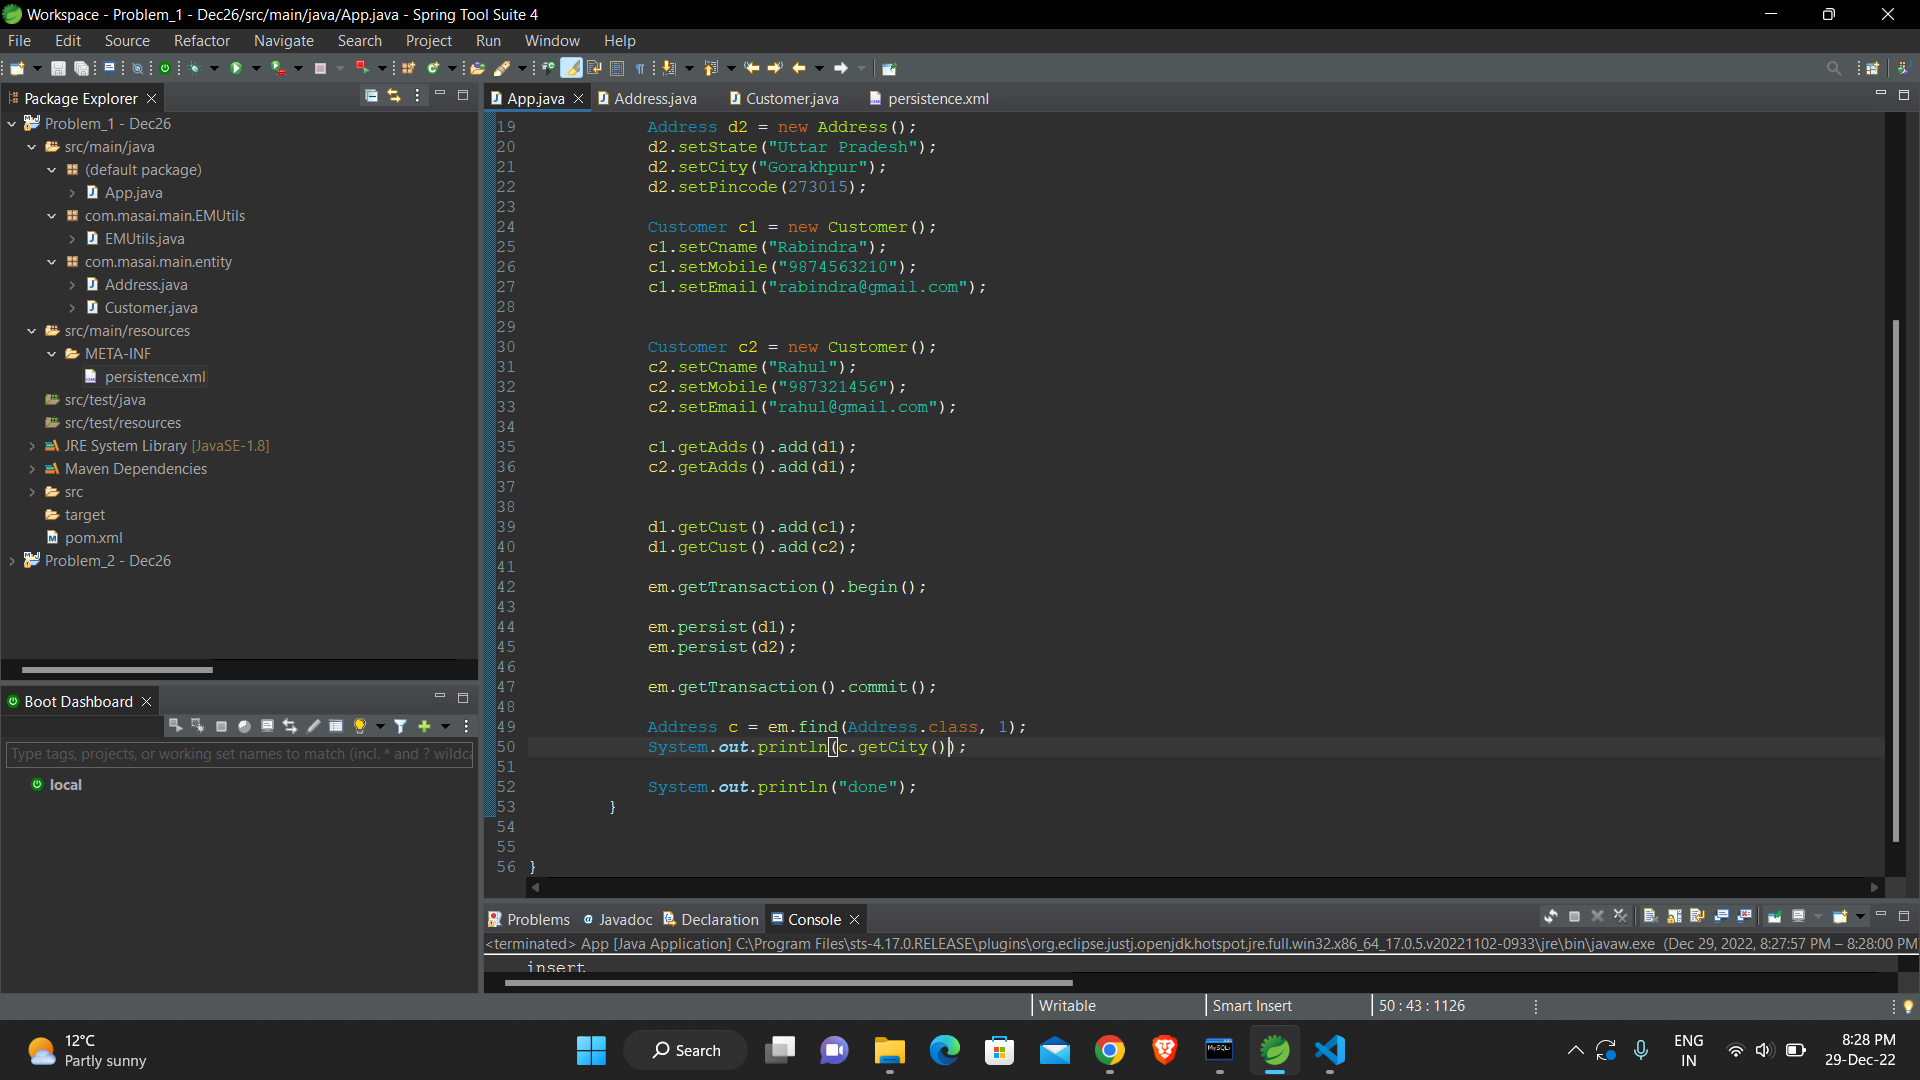 Workspace - Problem_1 - Dec26/src/main/java/App.java - Spring Tool Suite 4
File Edit Source Refactor Navigate Search Project Run Window Help
Package Explorer
Problem_1 - Dec26
src/main/java
(default package)
App.java
com.masai.main.EMUtils
EMUtils.java
com.masai.main.entity
Address.java
Customer.java
src/main/resources
META-INF
persistence.xml
src/test/java
src/test/resources
JRE System Library [JavaSE-1.8]
Maven Dependencies
src
target
pom.xml
Problem_2 - Dec26
Boot Dashboard
Type tags, projects, or working set names to match (incl. * and ? wildca
local
App.java Address.java Customer.java persistence.xml
19 Address d2 = new Address();
20 d2.setState("Uttar Pradesh");
21 d2.setCity("Gorakhpur");
22 d2.setPincode(273015);
23
24 Customer c1 = new Customer();
25 c1.setCname("Rabindra");
26 c1.setMobile("9874563210");
27 c1.setEmail("rabindra@gmail.com");
28
29
30 Customer c2 = new Customer();
31 c2.setCname("Rahul");
32 c2.setMobile("987321456");
33 c2.setEmail("rahul@gmail.com");
34
35 c1.getAdds().add(d1);
36 c2.getAdds().add(d1);
37
38
39 d1.getCust().add(c1);
40 d1.getCust().add(c2);
41
42 em.getTransaction().begin();
43
44 em.persist(d1);
45 em.persist(d2);
46
47 em.getTransaction().commit();
48
49 Address c = em.find(Address.class, 1);
50 System.out.println(c.getCity());
51
52 System.out.println("done");
53 }
54
55
56 }
Problems Javadoc Declaration Console
<terminated> App [Java Application] C:\Program Files\sts-4.17.0.RELEASE\plugins\org.eclipse.justj.openjdk.hotspot.jre.full.win32.x86_64_17.0.5.v20221102-0933\jre\bin\javaw.exe (Dec 29, 2022, 8:27:57 PM – 8:28:00 PM
insert
Writable Smart Insert 50 : 43 : 1126
12°C
Partly sunny
Search
MySQL
ENG
IN
8:28 PM
29-Dec-22